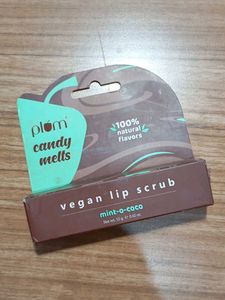 plum
candy
melts
100%
natural
flavors
vegan lip scrub
mint-o-coco